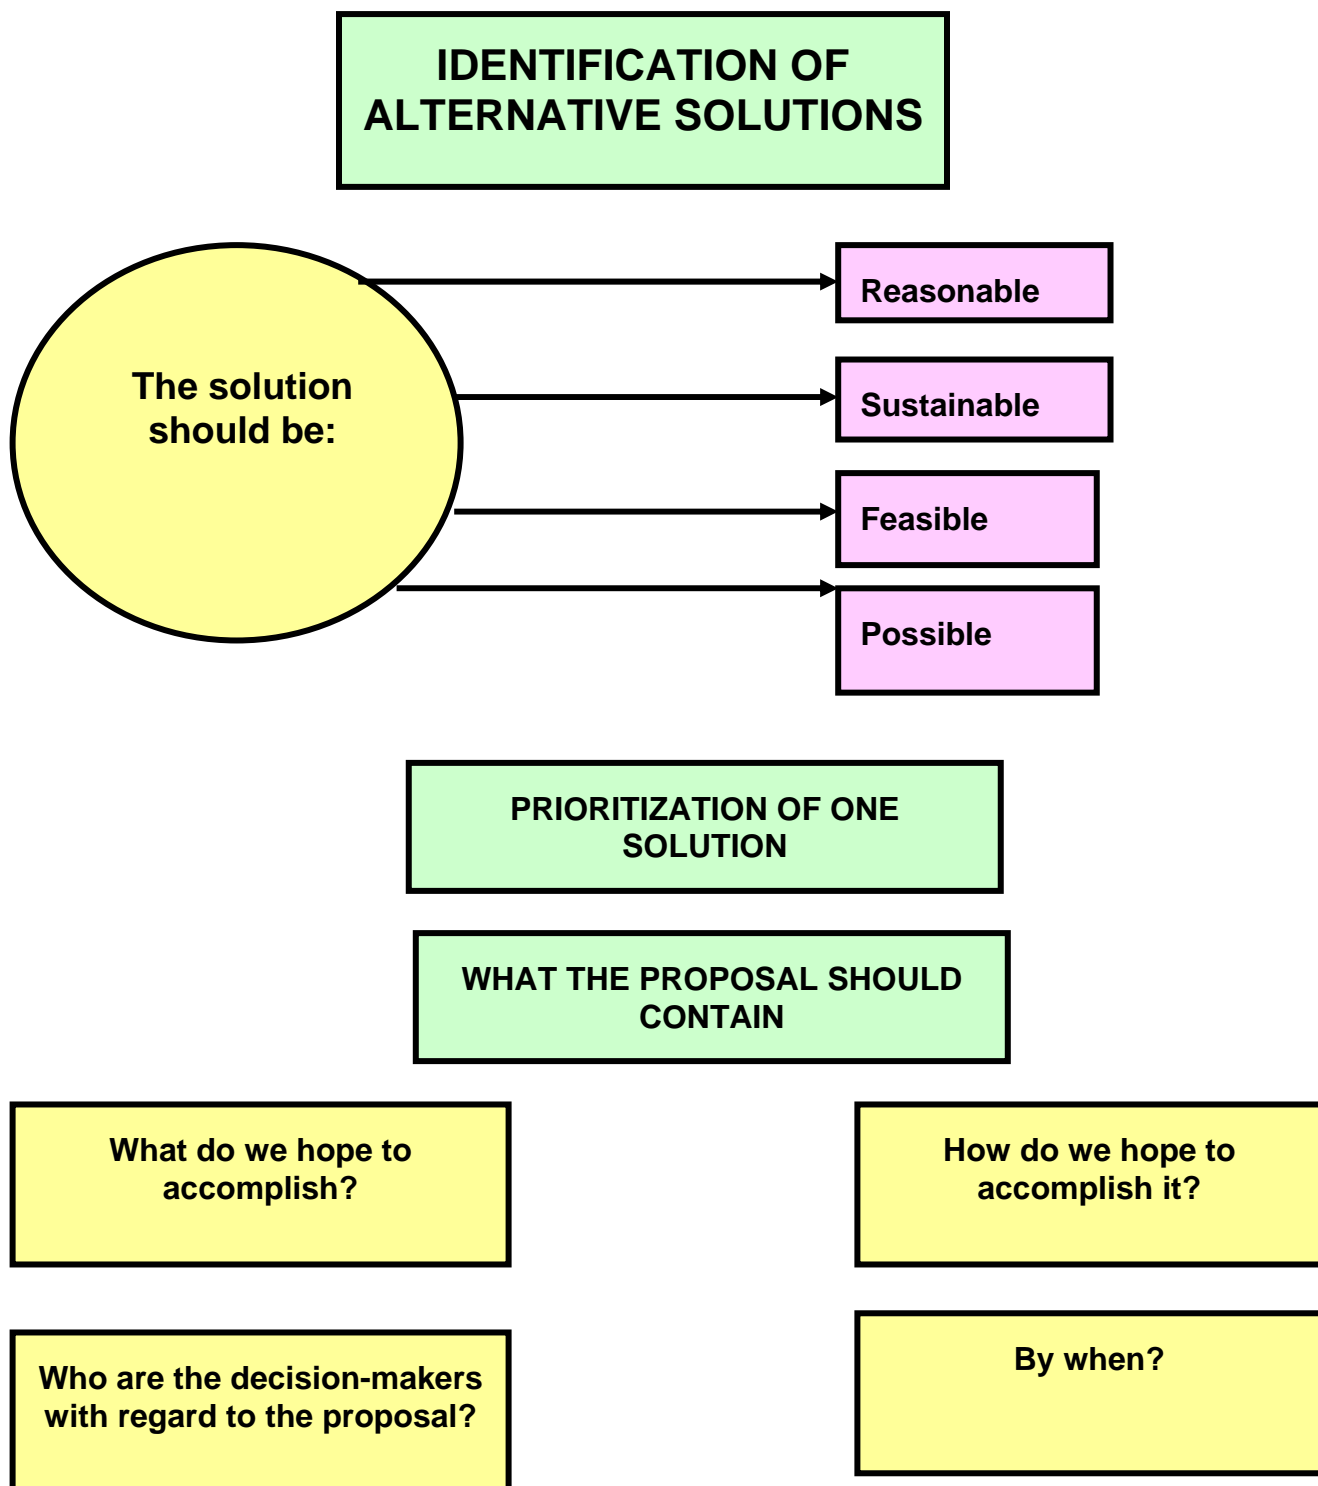 IDENTIFICATION OF
ALTERNATIVE SOLUTIONS
The solution
should be:
Reasonable
Sustainable
Feasible
Possible
PRIORITIZATION OF ONE
SOLUTION
WHAT THE PROPOSAL SHOULD
CONTAIN
What do we hope to
accomplish?
How do we hope to
accomplish it?
Who are the decision-makers
with regard to the proposal?
By when?